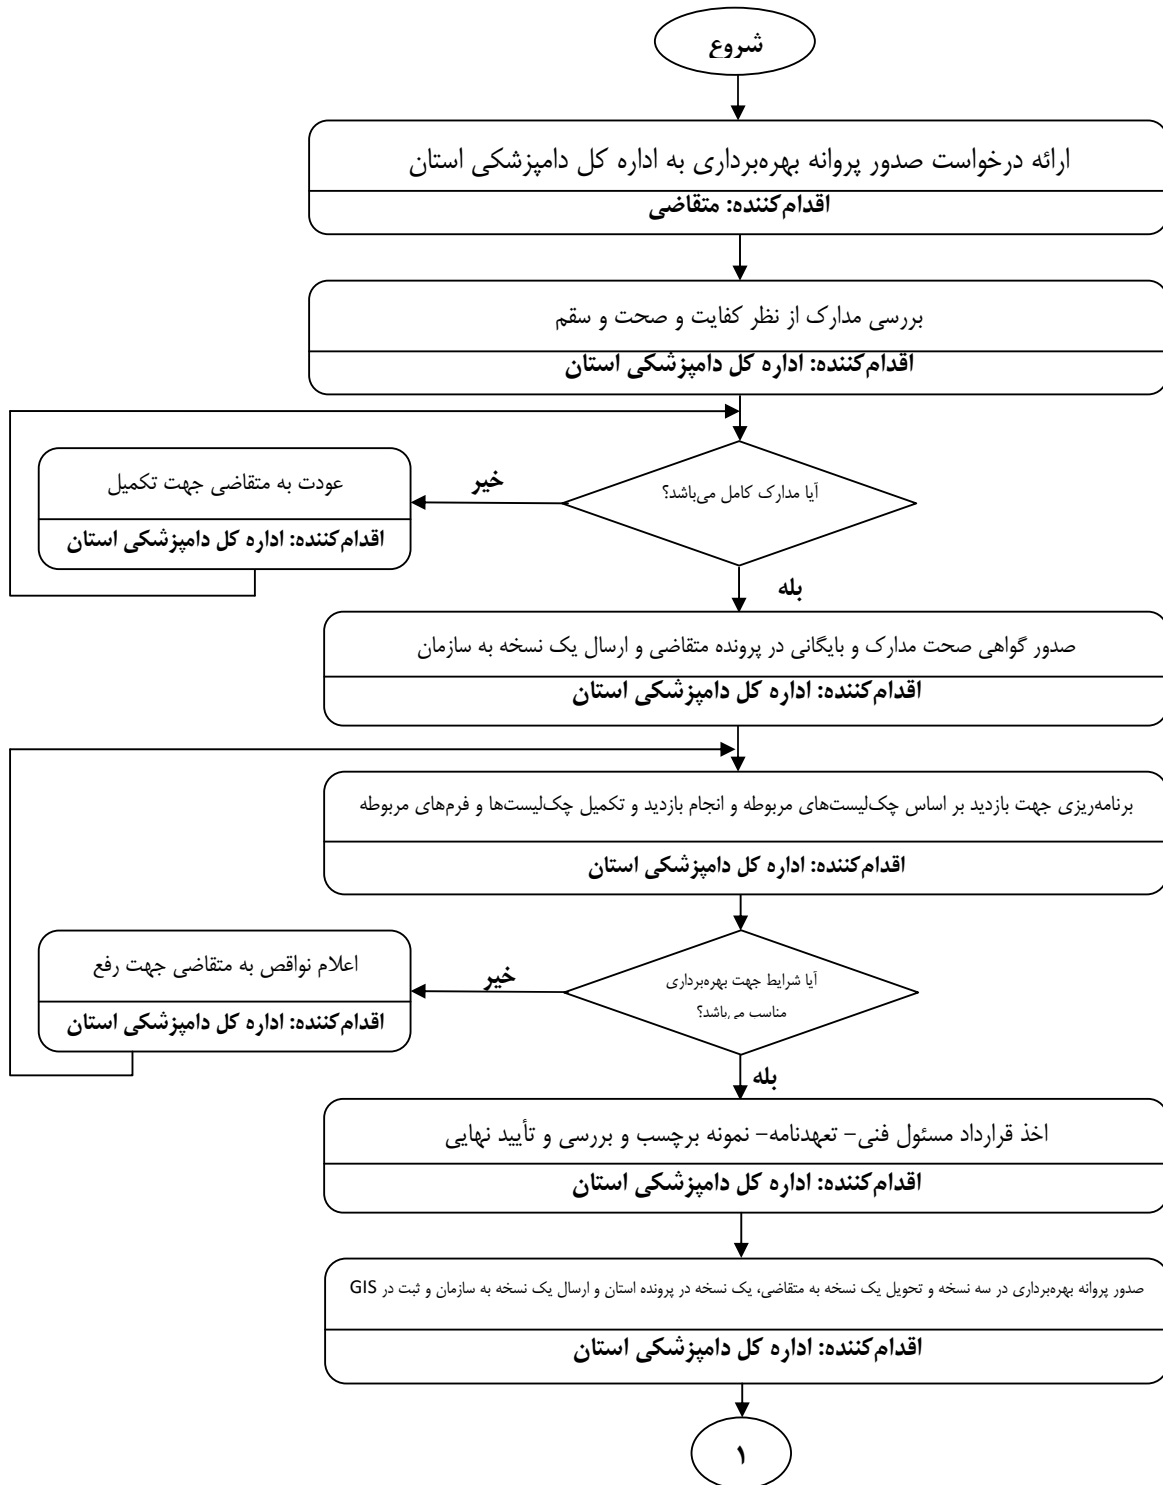 شروع
ارائه درخواست صدور پروانه بهره‌برداری به اداره کل دامپزشکی استان
اقدام‌کننده: متقاضی
بررسی مدارک از نظر کفایت و صحت و سقم
اقدام‌کننده: اداره کل دامپزشکی استان
آیا مدارک کامل می‌باشد؟
خیر
عودت به متقاضی جهت تکمیل
اقدام‌کننده: اداره کل دامپزشکی استان
بله
صدور گواهی صحت مدارک و بایگانی در پرونده متقاضی و ارسال یک نسخه به سازمان
اقدام‌کننده: اداره کل دامپزشکی استان
برنامه‌ریزی جهت بازدید بر اساس چک‌لیست‌های مربوطه و انجام بازدید و تکمیل چک‌لیست‌ها و فرم‌های مربوطه
اقدام‌کننده: اداره کل دامپزشکی استان
آیا شرایط جهت بهره‌برداری
مناسب می‌باشد؟
خیر
اعلام نواقص به متقاضی جهت رفع
اقدام‌کننده: اداره کل دامپزشکی استان
بله
اخذ قرارداد مسئول فنی– تعهدنامه– نمونه برچسب و بررسی و تأیید نهایی
اقدام‌کننده: اداره کل دامپزشکی استان
صدور پروانه بهره‌برداری در سه نسخه و تحویل یک نسخه به متقاضی، یک نسخه در پرونده استان و ارسال یک نسخه به سازمان و ثبت در GIS
اقدام‌کننده: اداره کل دامپزشکی استان
۱